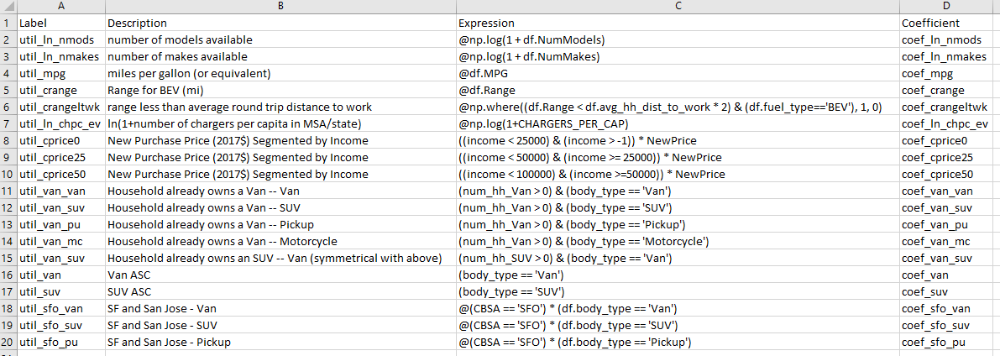 A B C D
1 Label Description Expression Coefficient
2 util_ln_nmods number of models available @np.log(1 + df.NumModels) coef_ln_nmods
3 util_ln_nmakes number of makes available @np.log(1 + df.NumMakes) coef_ln_nmakes
4 util_mpg miles per gallon (or equivalent) @df.MPG coef_mpg
5 util_crange Range for BEV (mi) @df.Range coef_crange
6 util_crangeltwk range less than average round trip distance to work @np.where((df.Range < df.avg_hh_dist_to_work * 2) & (df.fuel_type=='BEV'), 1, 0) coef_crangeltwk
7 util_ln_chpc_ev ln(1+number of chargers per capita in MSA/state) @np.log(1+CHARGERS_PER_CAP) coef_ln_chpc_ev
8 util_cprice0 New Purchase Price (2017$) Segmented by Income ((income < 25000) & (income > -1)) * NewPrice coef_cprice0
9 util_cprice25 New Purchase Price (2017$) Segmented by Income ((income < 50000) & (income >= 25000)) * NewPrice coef_cprice25
10 util_cprice50 New Purchase Price (2017$) Segmented by Income ((income < 100000) & (income >=50000)) * NewPrice coef_cprice50
11 util_van_van Household already owns a Van -- Van (num_hh_Van > 0) & (body_type == 'Van') coef_van_van
12 util_van_suv Household already owns a Van -- SUV (num_hh_Van > 0) & (body_type == 'SUV') coef_van_suv
13 util_van_pu Household already owns a Van -- Pickup (num_hh_Van > 0) & (body_type == 'Pickup') coef_van_pu
14 util_van_mc Household already owns a Van -- Motorcycle (num_hh_Van > 0) & (body_type == 'Motorcycle') coef_van_mc
15 util_van_suv Household already owns an SUV -- Van (symmetrical with above) (num_hh_SUV > 0) & (body_type == 'Van') coef_van_suv
16 util_van Van ASC (body_type == 'Van') coef_van
17 util_suv SUV ASC (body_type == 'SUV') coef_suv
18 util_sfo_van SF and San Jose - Van @(CBSA == 'SFO') * (df.body_type == 'Van') coef_sfo_van
19 util_sfo_suv SF and San Jose - SUV @(CBSA == 'SFO') * (df.body_type == 'SUV') coef_sfo_suv
20 util_sfo_pu SF and San Jose - Pickup @(CBSA == 'SFO') * (df.body_type == 'Pickup') coef_sfo_pu